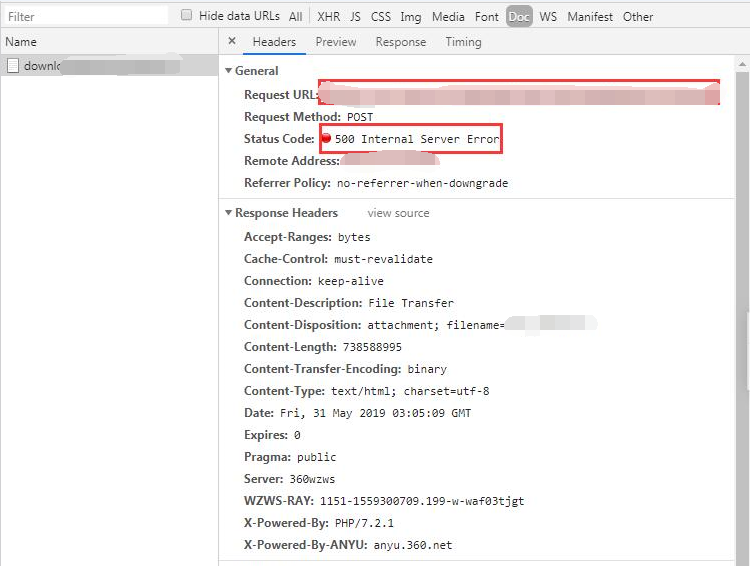 Filter Hide data URLs All XHR JS CSS Img Media Font Doc WS Manifest Other
Name × Headers Preview Response Timing
General
Request URL:
Request Method: POST
Status Code: 500 Internal Server Error
Remote Address:
Referrer Policy: no-referrer-when-downgrade
Response Headers view source
Accept-Ranges: bytes
Cache-Control: must-revalidate
Connection: keep-alive
Content-Description: File Transfer
Content-Disposition: attachment; filename=
Content-Length: 738588995
Content-Transfer-Encoding: binary
Content-Type: text/html; charset=utf-8
Date: Fri, 31 May 2019 03:05:09 GMT
Expires: 0
Pragma: public
Server: 360wzws
WZWS-RAY: 1151-1559300709.199-w-waf03tjgt
X-Powered-By: PHP/7.2.1
X-Powered-By-ANYU: anyu.360.net